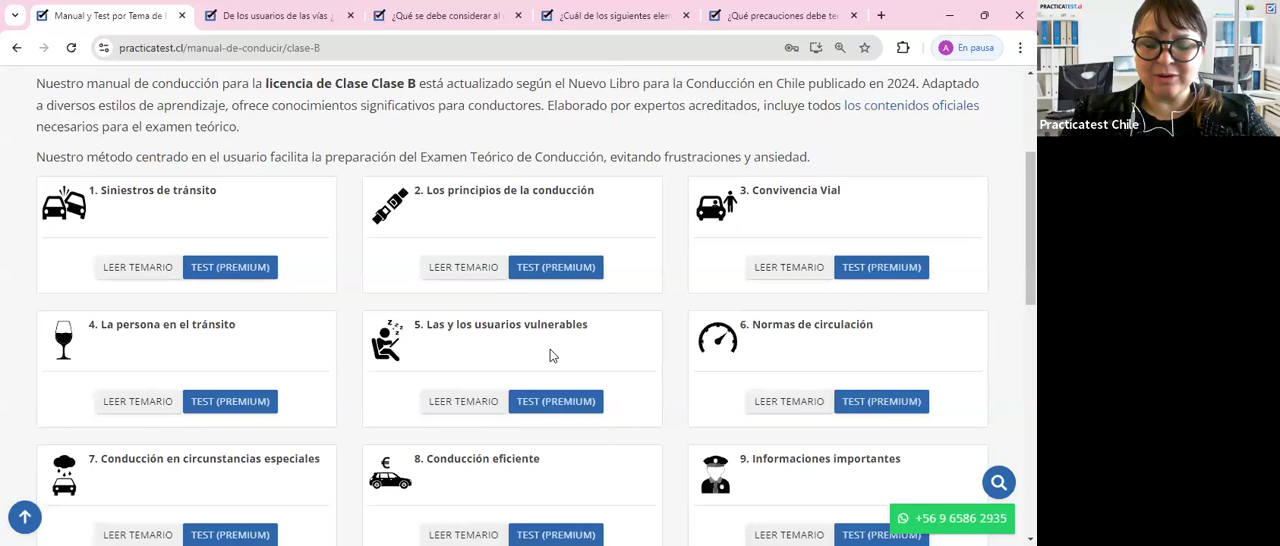 Manual y Test por Tema de
De los usuarios de las vías
¿Qué se debe considerar al
¿Cuál de los siguientes elem
¿Qué precauciones debe te
practicatest.cl/manual-de-conducir/clase-B
A En pausa
PRACTICATEST.cl
Practicatest Chile
Nuestro manual de conducción para la licencia de Clase Clase B es según el Nuevo Libro para la Conducción en Chile publicado en 2024. Adaptado
a diversos estilos de aprendizaje, ofrece conocimientos significativos para conductores. Elaborado por expertos acreditados, incluye todos los contenidos oficiales
necesarios para el examen teórico.
Nuestro método centrado en el usuario facilita la preparación del Examen Teórico de Conducción, evitando frustraciones y ansiedad.
1. Siniestros de tránsito
LEER TEMARIO TEST (PREMIUM)
2. Los principios de la conducción
LEER TEMARIO TEST (PREMIUM)
3. Convivencia Vial
LEER TEMARIO TEST (PREMIUM)
4. La persona en el tránsito
LEER TEMARIO TEST (PREMIUM)
5. Las y los usuarios vulnerables
LEER TEMARIO TEST (PREMIUM)
6. Normas de circulación
LEER TEMARIO TEST (PREMIUM)
7. Conducción en circunstancias especiales
LEER TEMARIO TEST (PREMIUM)
8. Conducción eficiente
LEER TEMARIO TEST (PREMIUM)
9. Informaciones importantes
LEER TEMARIO TEST (PREMIUM)
+56 9 6586 2935